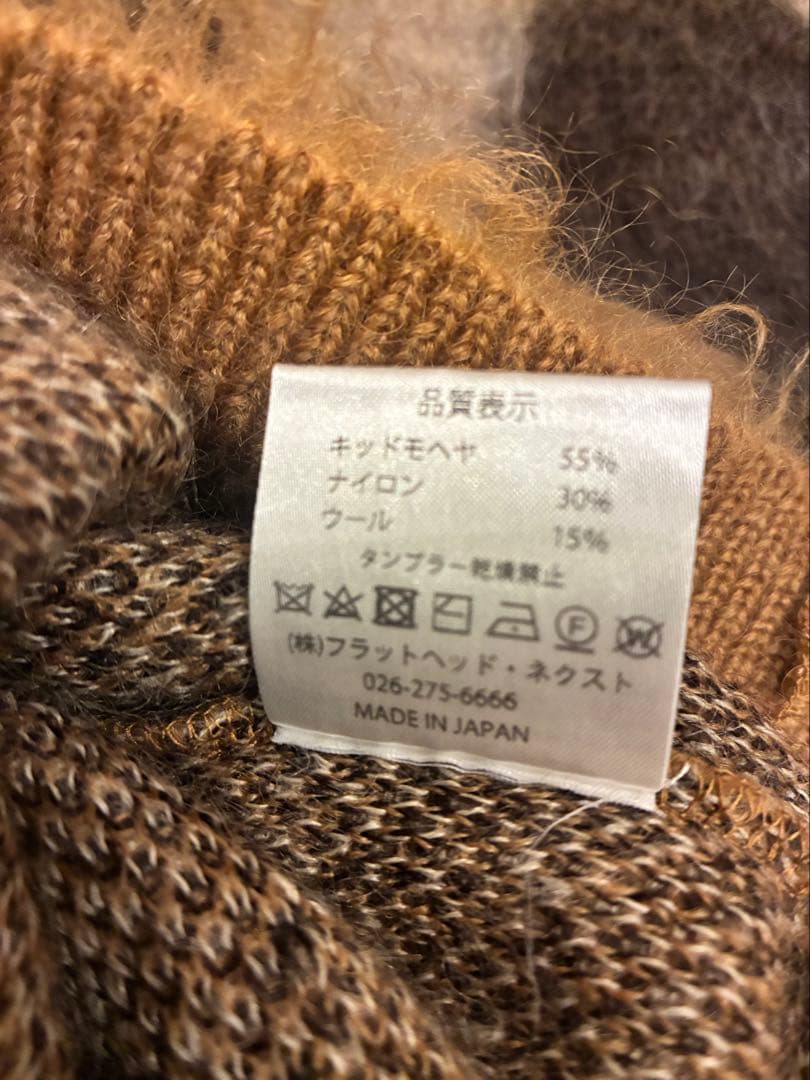 品質表示
キッドモヘヤ 55%
ナイロン 30%
ウール 15%
タンブラー乾燥禁止
F W
(株)フラットヘッド・ネクスト
026-275-6666
MADE IN JAPAN